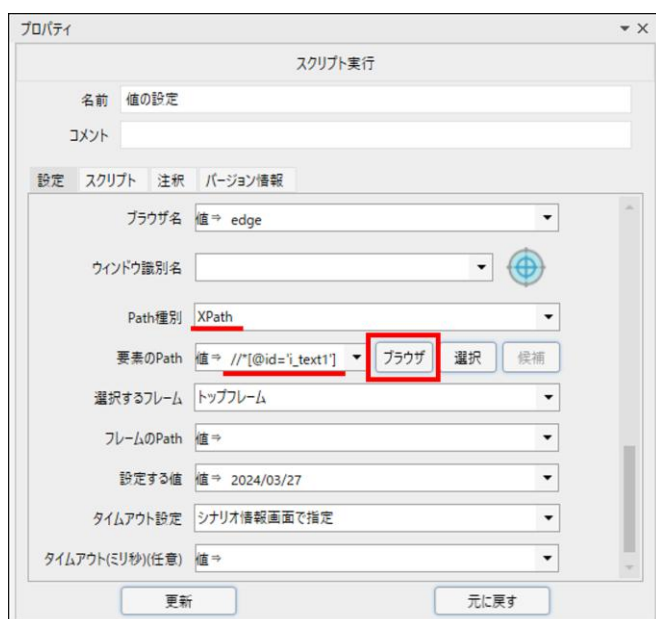 プロパティ
スクリプト実行
名前 値の設定
コメント
設定 スクリプト 注釈 バージョン情報
ブラウザ名 値⇒ edge
ウィンドウ識別名
Path種別 XPath
要素のPath 値⇒ //*[@id='i_text1'] ブラウザ 選択 候補
選択するフレーム トップフレーム
フレームのPath 値⇒
設定する値 値⇒ 2024/03/27
タイムアウト設定 シナリオ情報画面で指定
タイムアウト(ミリ秒)(任意) 値⇒
更新 元に戻す